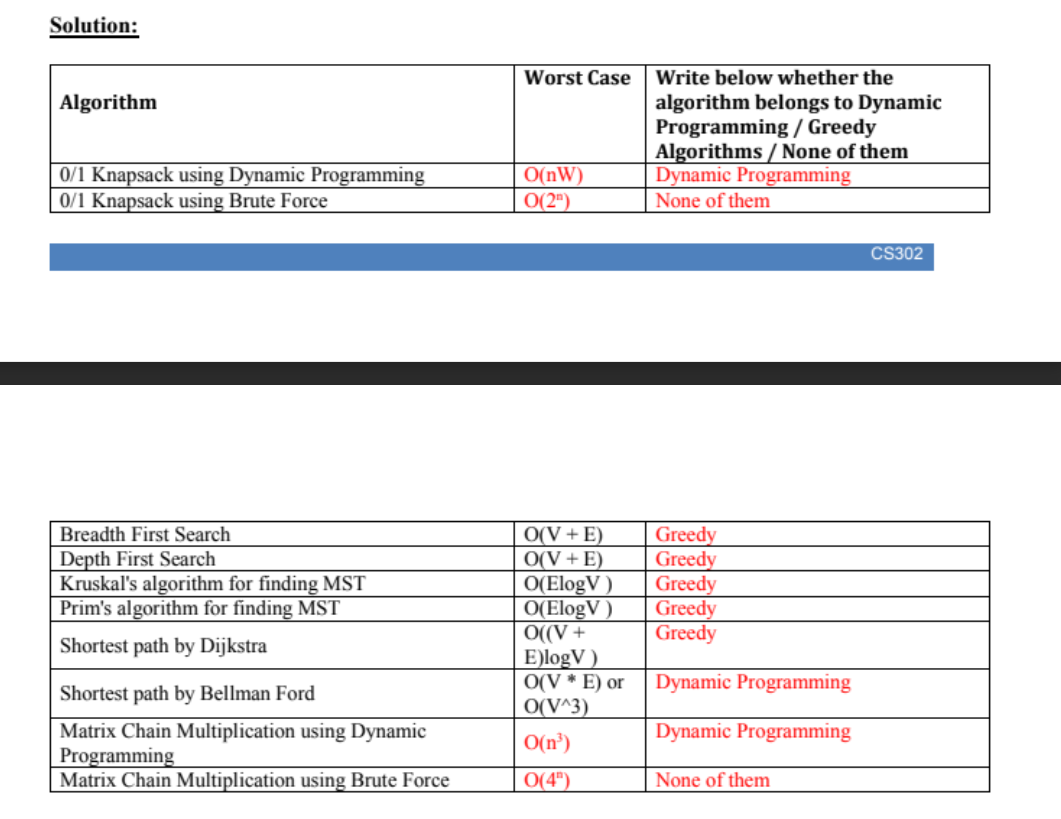 Solution:
Algorithm
Worst Case
Write below whether the
algorithm belongs to Dynamic
Programming / Greedy
Algorithms / None of them
0/1 Knapsack using Dynamic Programming O(nW) Dynamic Programming
0/1 Knapsack using Brute Force O(2ⁿ) None of them
CS302
Breadth First Search O(V + E) Greedy
Depth First Search O(V + E) Greedy
Kruskal's algorithm for finding MST O(ElogV ) Greedy
Prim's algorithm for finding MST O(ElogV ) Greedy
Shortest path by Dijkstra
O((V +
E)logV )
Greedy
Shortest path by Bellman Ford
O(V * E) or
O(V^3)
Dynamic Programming
Matrix Chain Multiplication using Dynamic
Programming
O(n³)
Dynamic Programming
Matrix Chain Multiplication using Brute Force O(4ⁿ) None of them